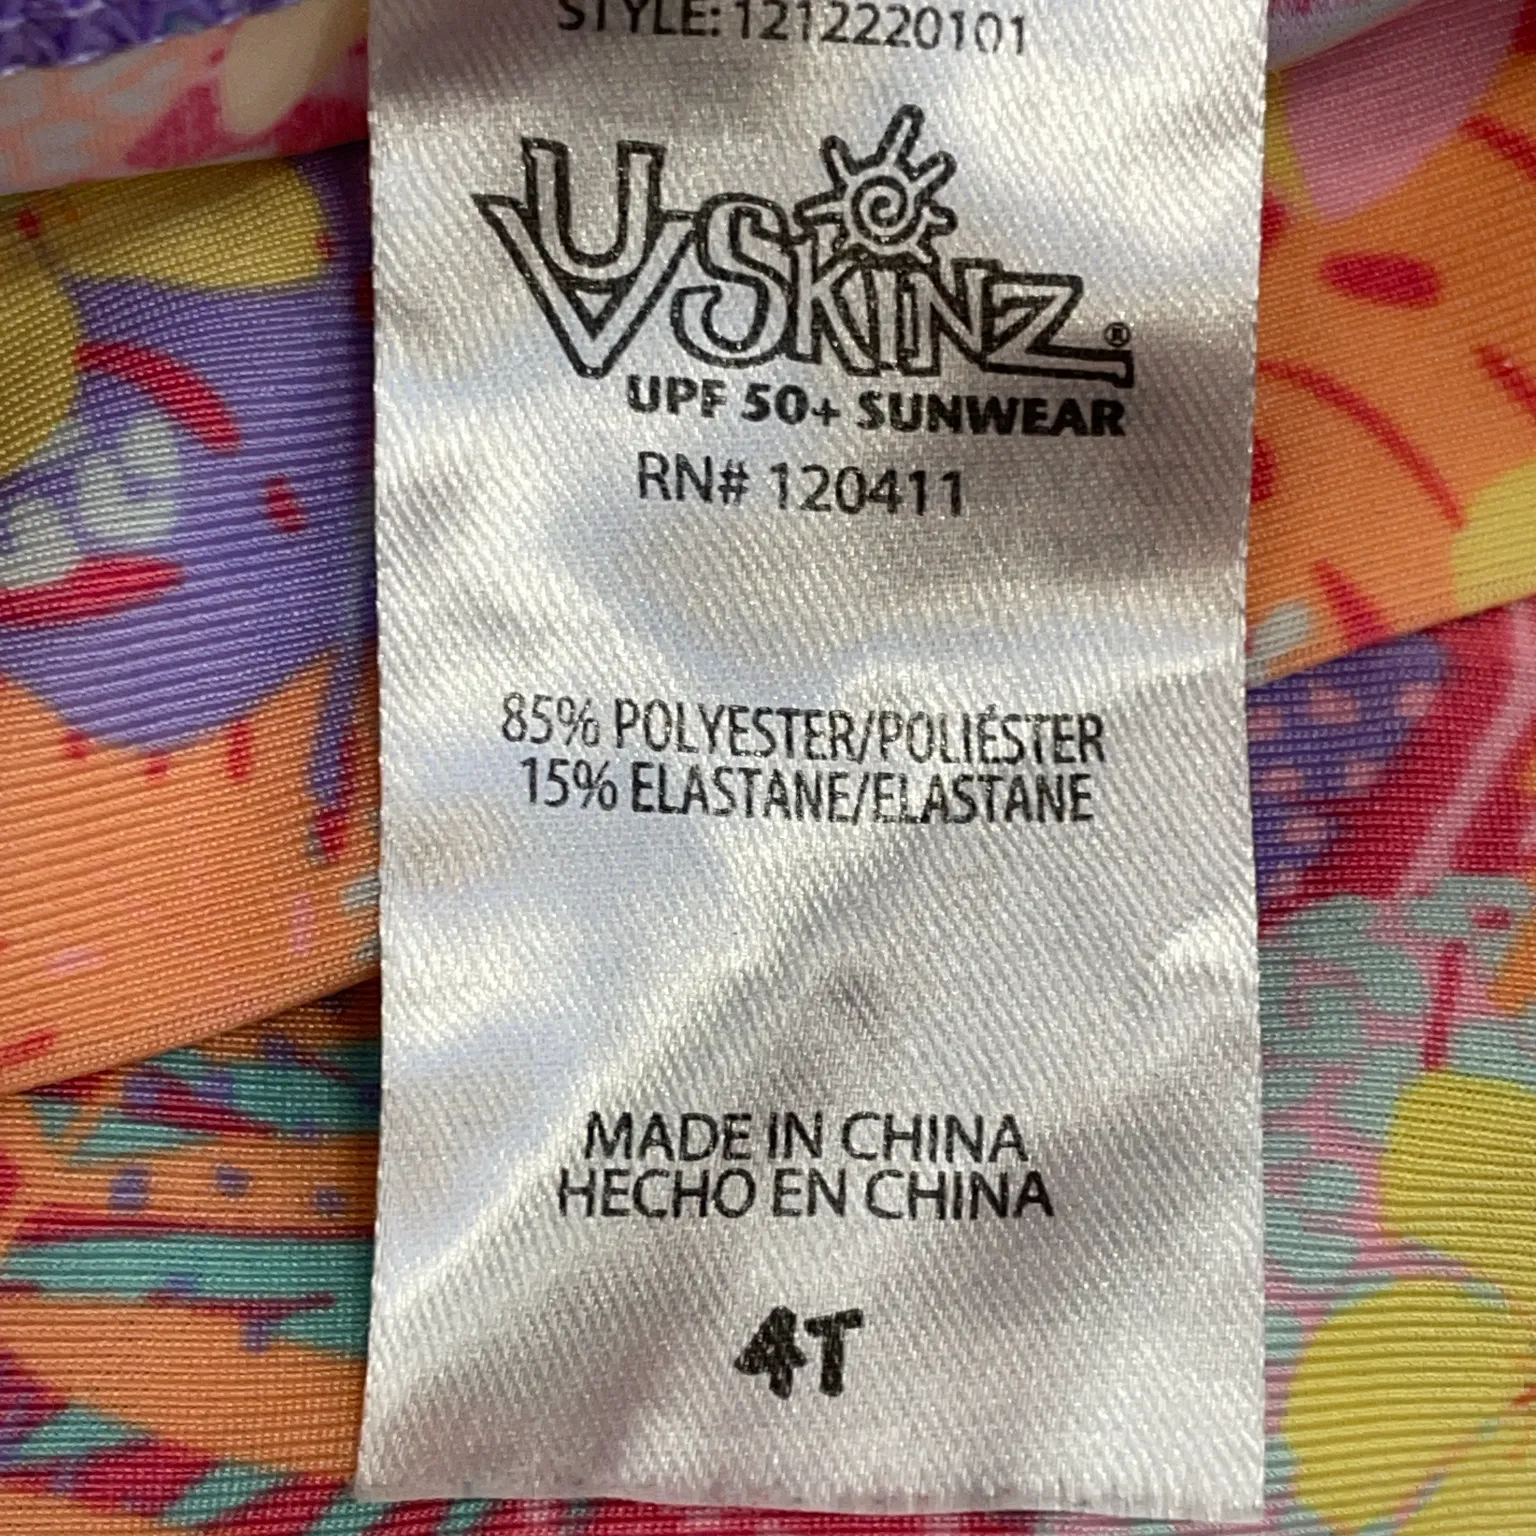 STYLE: 1212220101
UV SKINZ®
UPF 50+ SUNWEAR
RN# 120411
85% POLYESTER/POLIÉSTER
15% ELASTANE/ELASTANE
MADE IN CHINA
HECHO EN CHINA
4T